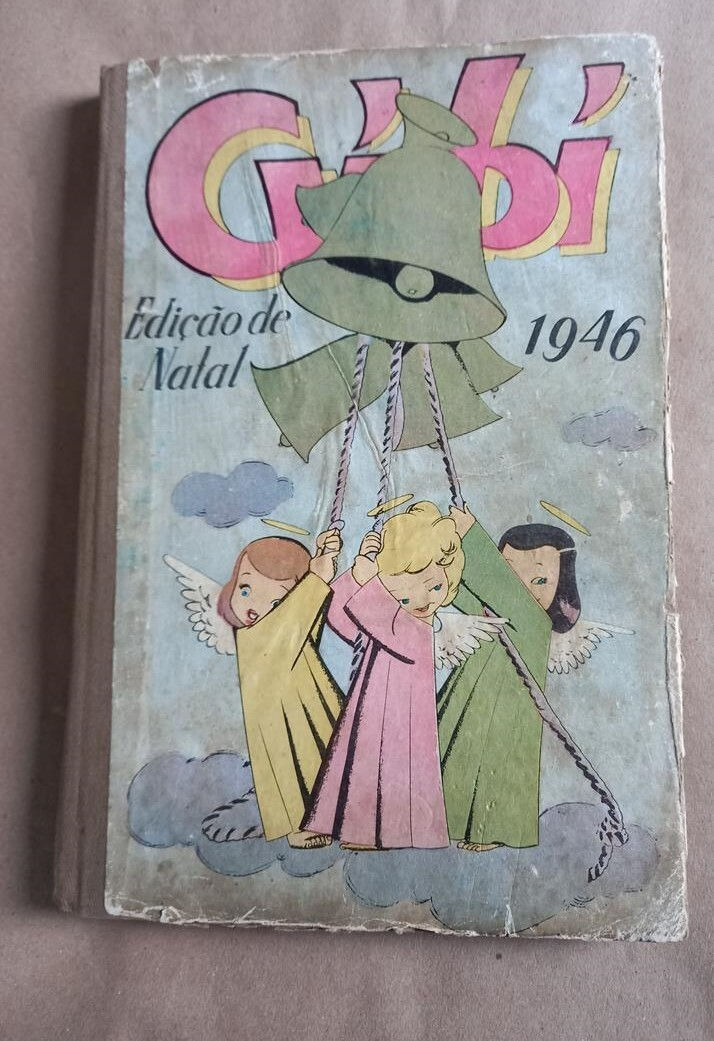 Gibi
Edição de
Natal
1946